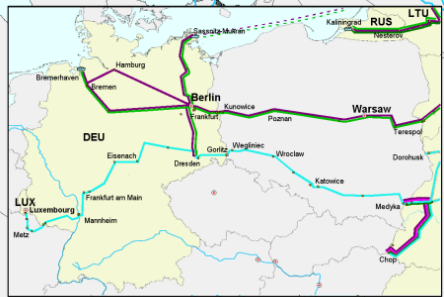 LTU
Kaliningrad
RUS
Nesterov
Sassnitz-Mukran
Hamburg
Bremerhaven
Bremen
Berlin
Kunowice
Frankfurt
Poznan
Warsaw
Terespol
DEU
Gorlitz
Wegliniec
Wroclaw
Dorohusk
Eisenach
Dresden
Katowice
Frankfurt am Main
LUX
Luxembourg
Medyka
Mannheim
Metz
Chop